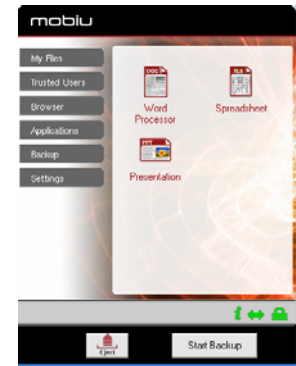 mobiu
My Files
Trusted Users
Browser
Applications
Backup
Settings
DOC
XLS
Word
Processor
Spreadsheet
PPT
Presentation
i
Eject
Start Backup